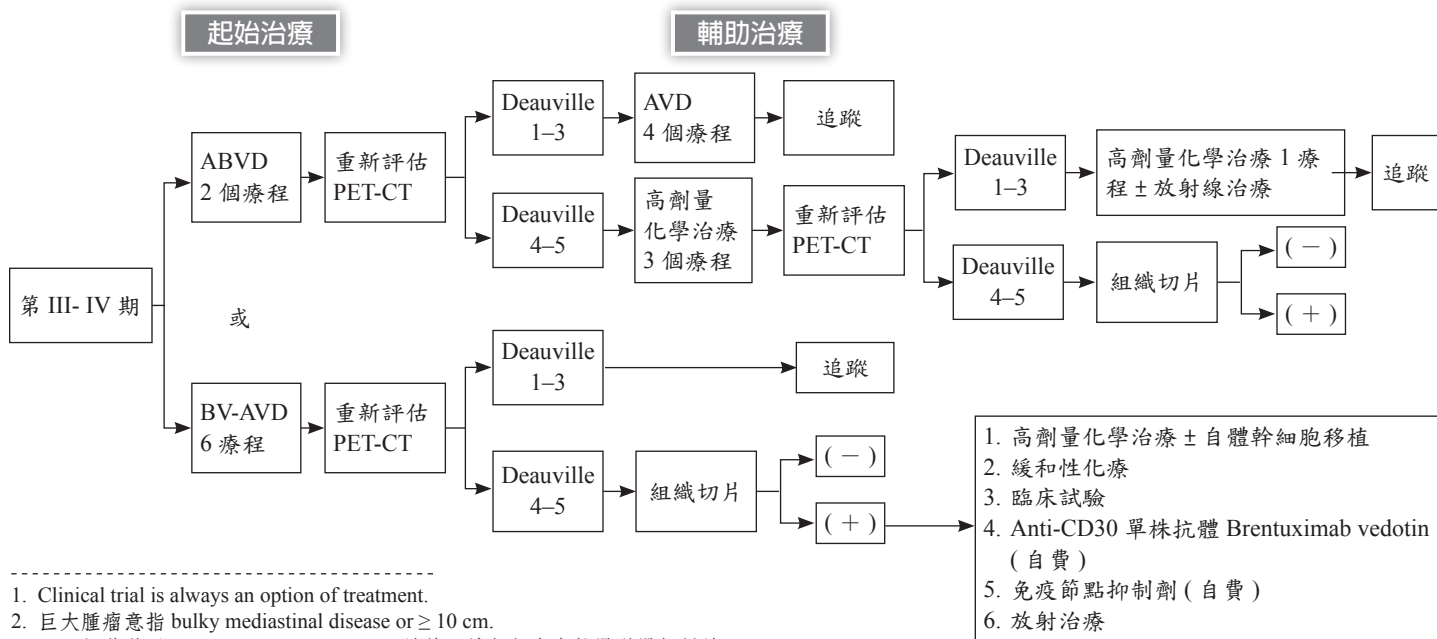 起始治療
輔助治療
Deauville
1–3
AVD
4 個療程
追蹤
ABVD
2 個療程
重新評估
PET-CT
Deauville
4–5
高劑量
化學治療
3 個療程
重新評估
PET-CT
Deauville
1–3
高劑量化學治療 1 療
程 ± 放射線治療
追蹤
Deauville
4–5
組織切片
( − )
( + )
第 III- IV 期
或
BV-AVD
6 療程
重新評估
PET-CT
Deauville
1–3
追蹤
Deauville
4–5
組織切片
( − )
( + )
1. 高劑量化學治療 ± 自體幹細胞移植
2. 緩和性化療
3. 臨床試驗
4. Anti-CD30 單株抗體 Brentuximab vedotin
( 自費 )
5. 免疫節點抑制劑 ( 自費 )
6. 放射治療
1. Clinical trial is always an option of treatment.
2. 巨大腫瘤意指 bulky mediastinal disease or ≥ 10 cm.